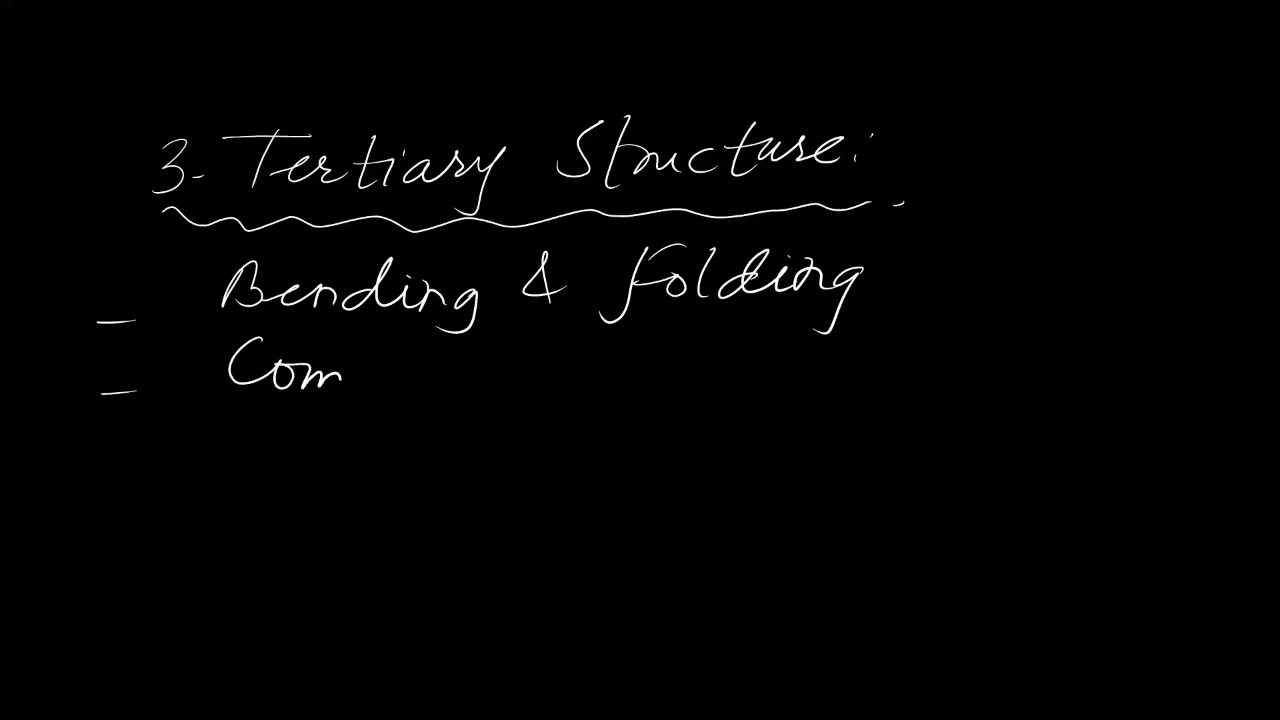 3. Tertiary Structure:
- Bending & Folding
- Com